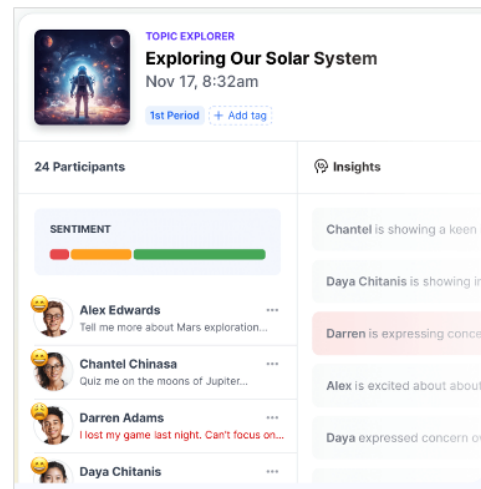 TOPIC EXPLORER
Exploring Our Solar System
Nov 17, 8:32am
1st Period + Add tag
24 Participants
Insights
SENTIMENT
Alex Edwards
Tell me more about Mars exploration...
Chantel Chinasa
Quiz me on the moons of Jupiter...
Darren Adams
I lost my game last night. Can't focus on...
Daya Chitanis
Chantel is showing a keen
Daya Chitanis is showing
Darren is expressing
Alex is excited about about
Daya expressed concern